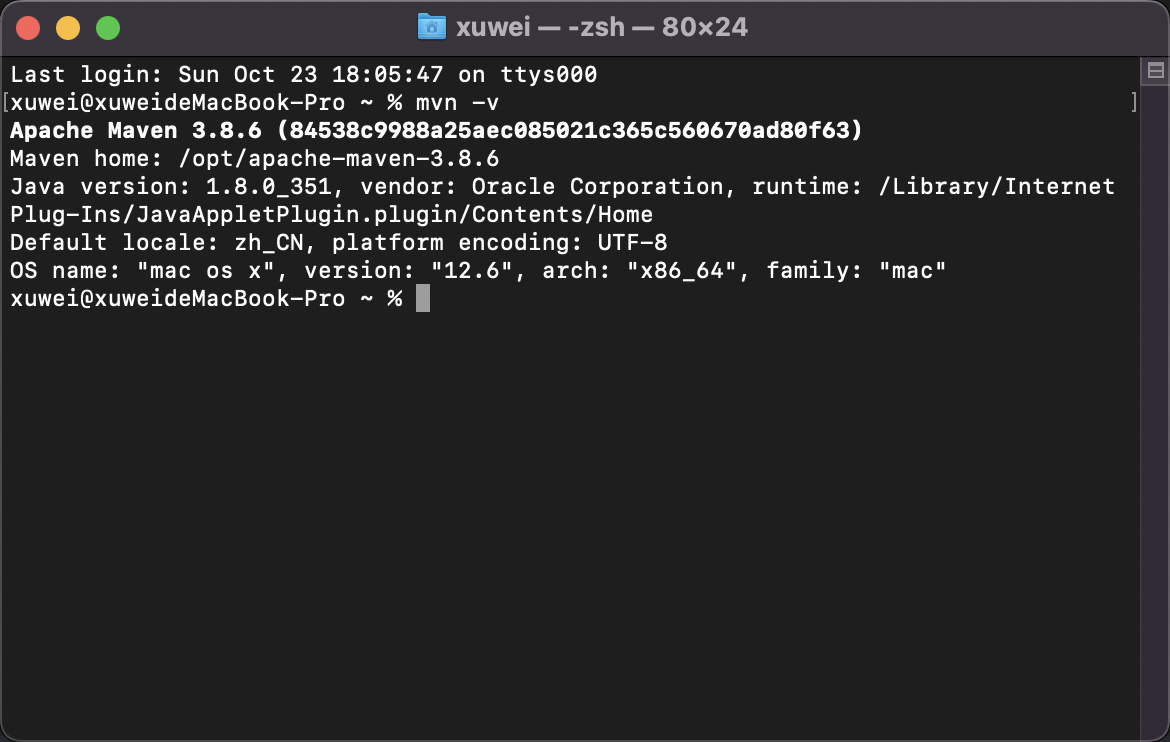 xuwei — -zsh — 80×24
Last login: Sun Oct 23 18:05:47 on ttys000
[xuwei@xuweideMacBook-Pro ~ % mvn -v ]
Apache Maven 3.8.6 (84538c9988a25aec085021c365c560670ad80f63)
Maven home: /opt/apache-maven-3.8.6
Java version: 1.8.0_351, vendor: Oracle Corporation, runtime: /Library/Internet
Plug-Ins/JavaAppletPlugin.plugin/Contents/Home
Default locale: zh_CN, platform encoding: UTF-8
OS name: "mac os x", version: "12.6", arch: "x86_64", family: "mac"
xuwei@xuweideMacBook-Pro ~ %